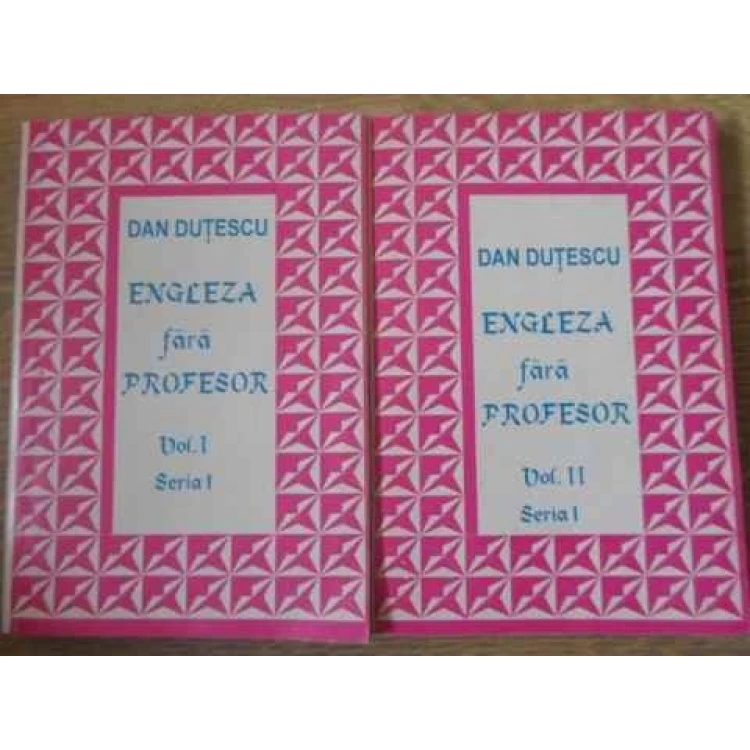 DAN DUȚESCU
ENGLEZA
fără
PROFESOR
Vol. I
Seria I
DAN DUȚESCU
ENGLEZA
fără
PROFESOR
Vol. II
Seria I